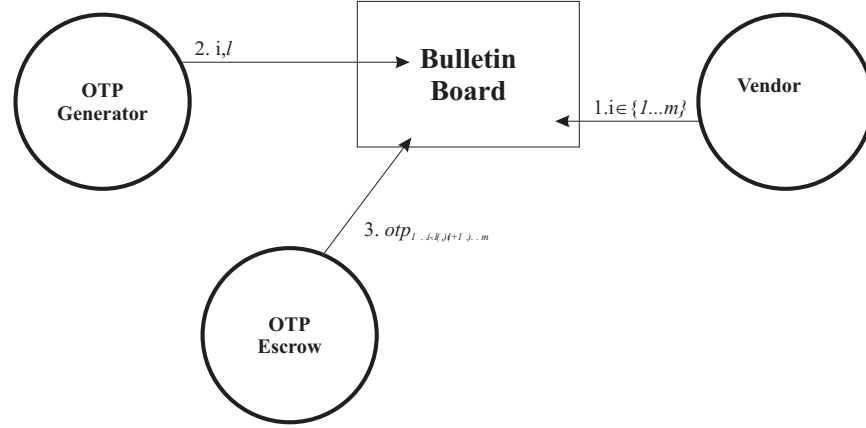 2. i,l
Bulletin
Board
OTP
Generator
Vendor
1.i∈{1...m}
3. otp
OTP
Escrow